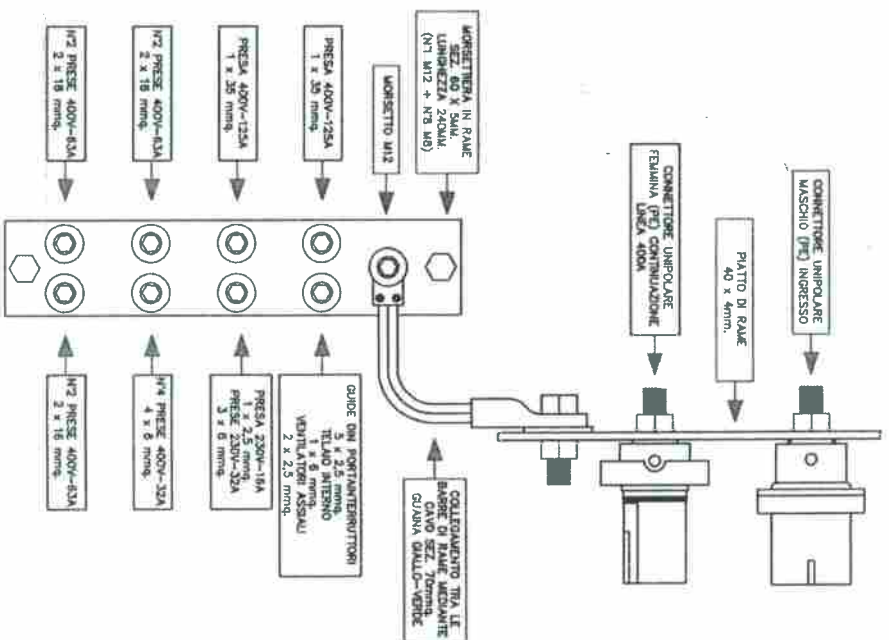 CONNETTORE UNIPOLARE
MASCHIO (PE) INGRESSO
PIATTO DI RAME
40 x 4mm.
CONNETTORE UNIPOLARE
FEMMINA (PE) CONTINUAZIONE
LINEA 400A
MORSETTIERA IN RAME
SEZ. 60 X 5MM.
LUNGHEZZA 240MM.
(N'1 M12 + N'8 M8)
COLLEGAMENTO TRA LE
BARRE DI RAME MEDIANTE
CAVO SEZ. 70mmq.
GUAINA GIALLO-VERDE
MORSETTO M12
PRESA 400V-125A
1 x 35 mmq.
GUIDE DIN PORTAINTERRUTTORI
5 x 2,5 mmq.
TELAIO INTERNO
1 x 6 mmq.
VENTILATORI ASSIALI
2 x 2,5 mmq.
PRESA 400V-125A
1 x 35 mmq.
PRESA 230V-16A
1 x 2,5 mmq.
PRESE 230V-32A
3 x 6 mmq.
N'2 PRESE 400V-63A
2 x 16 mmq.
N'4 PRESE 400V-32A
4 x 6 mmq.
N'2 PRESE 400V-63A
2 x 16 mmq.
N'2 PRESE 400V-63A
2 x 16 mmq.